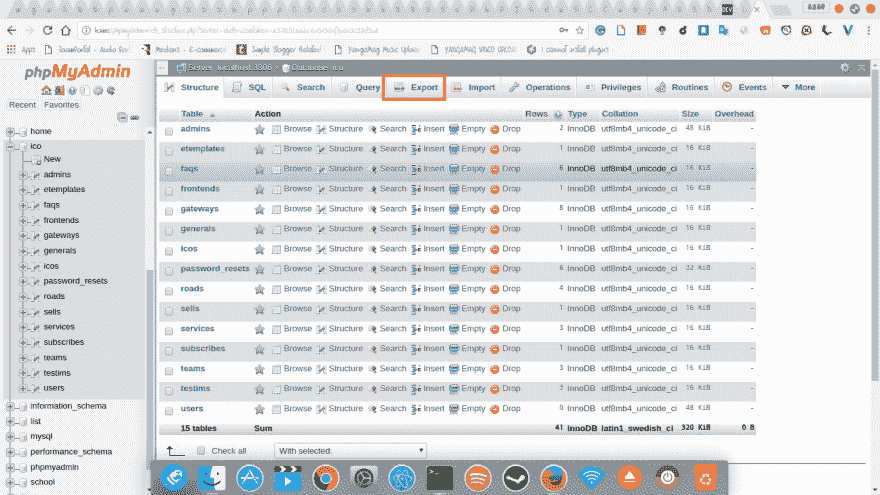 ABAD
DEV
Apps
YANGAMAG VIDEO UPLOAD
I cannot install plugins
phpMyAdmin
Recent Favorites
home
ico
New
admins
etemplates
faqs
frontends
gateways
generals
icos
password_resets
roads
sells
services
subscribes
teams
testims
users
information_schema
list
mysql
performance_schema
phpmyadmin
school
Server: localhost:3306 » Database: ico
Structure SQL Search Query Export Import Operations Privileges Routines Events More
Table Action Rows Type Collation Size Overhead
admins Browse Structure Search Insert Empty Drop 2 InnoDB utf8mb4_unicode_ci 48 KiB -
etemplates Browse Structure Search Insert Empty Drop 1 InnoDB utf8mb4_unicode_ci 16 KiB -
faqs Browse Structure Search Insert Empty Drop 6 InnoDB utf8mb4_unicode_ci 16 KiB -
frontends Browse Structure Search Insert Empty Drop 1 InnoDB utf8mb4_unicode_ci 16 KiB -
gateways Browse Structure Search Insert Empty Drop 8 InnoDB utf8mb4_unicode_ci 16 KiB -
generals Browse Structure Search Insert Empty Drop 1 InnoDB utf8mb4_unicode_ci 16 KiB -
icos Browse Structure Search Insert Empty Drop 1 InnoDB utf8mb4_unicode_ci 16 KiB -
password_resets Browse Structure Search Insert Empty Drop 6 InnoDB utf8mb4_unicode_ci 32 KiB -
roads Browse Structure Search Insert Empty Drop 4 InnoDB utf8mb4_unicode_ci 16 KiB -
sells Browse Structure Search Insert Empty Drop 1 InnoDB utf8mb4_unicode_ci 16 KiB -
services Browse Structure Search Insert Empty Drop 3 InnoDB utf8mb4_unicode_ci 16 KiB -
subscribes Browse Structure Search Insert Empty Drop 1 InnoDB utf8mb4_unicode_ci 16 KiB -
teams Browse Structure Search Insert Empty Drop 3 InnoDB utf8mb4_unicode_ci 16 KiB -
testims Browse Structure Search Insert Empty Drop 3 InnoDB utf8mb4_unicode_ci 16 KiB -
users Browse Structure Search Insert Empty Drop 0 InnoDB utf8mb4_unicode_ci 48 KiB -
15 tables Sum 41 InnoDB latin1_swedish_ci 320 KiB 0 B
Check all With selected: